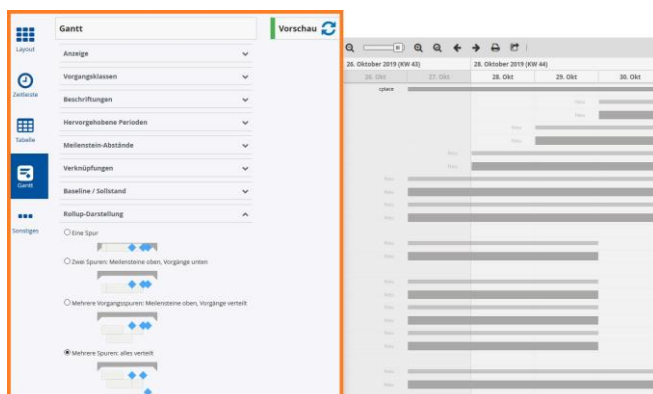 Gantt
Vorschau
Layout
Anzeige
Vorgangsklassen
Zeitleiste
Beschriftungen
Hervorgehobene Perioden
Tabelle
Meilenstein-Abstände
Verknüpfungen
Gantt
Baseline / Sollstand
Rollup-Darstellung
Sonstiges
Eine Spur
Zwei Spuren: Meilensteine oben, Vorgänge unten
Mehrere Vorgangsspuren: Meilensteine oben, Vorgänge verteilt
Mehrere Spuren: alles verteilt
26. Oktober 2019 (KW 43)
28. Oktober 2019 (KW 44)
26. Okt
27. Okt
28. Okt
29. Okt
30. Okt